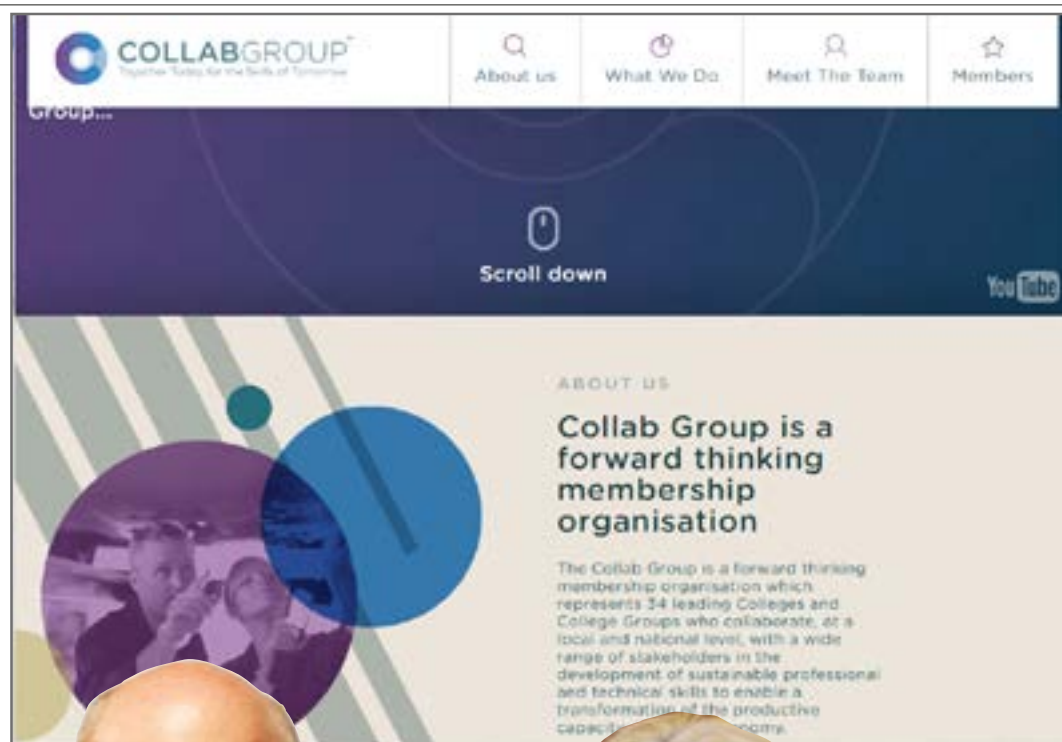 COLLABGROUP™
Together Today for the Skills of Tomorrow
About us
What We Do
Meet The Team
Members
Group...
Scroll down
YouTube
ABOUT US
Collab Group is a
forward thinking
membership
organisation
The Collab Group is a forward thinking
membership organisation which
represents 34 leading Colleges and
College Groups who collaborate, at a
local and national level, with a wide
range of stakeholders in the
development of sustainable professional
and technical skills to enable a
transformation of the productive